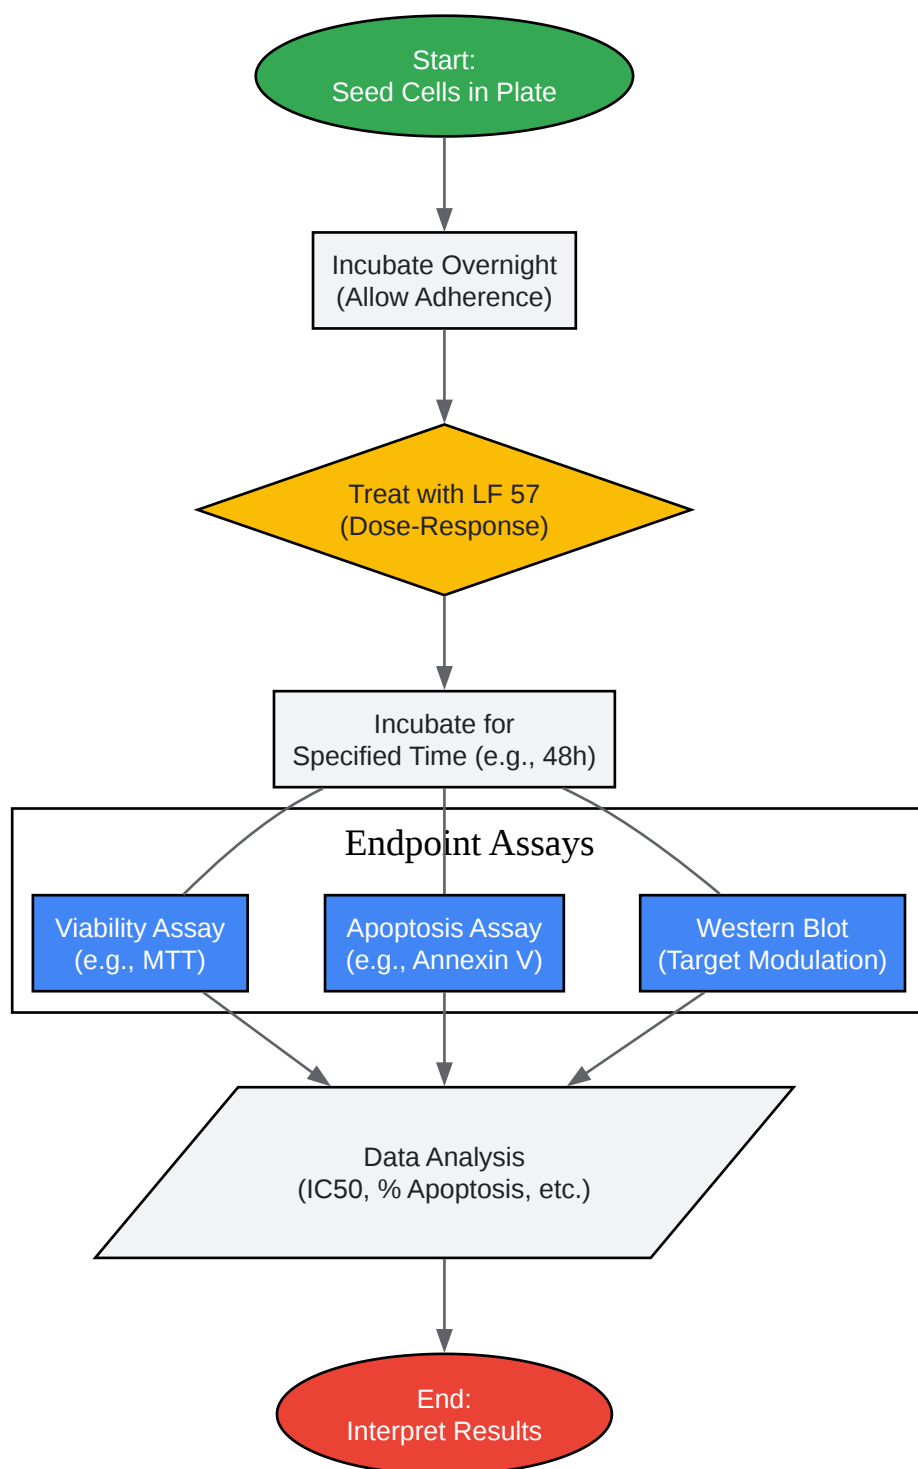 Start:
Seed Cells in Plate
Incubate Overnight
(Allow Adherence)
Treat with LF 57
(Dose-Response)
Incubate for
Specified Time (e.g., 48h)
Endpoint Assays
Viability Assay
(e.g., MTT)
Apoptosis Assay
(e.g., Annexin V)
Western Blot
(Target Modulation)
Data Analysis
(IC50, % Apoptosis, etc.)
End:
Interpret Results